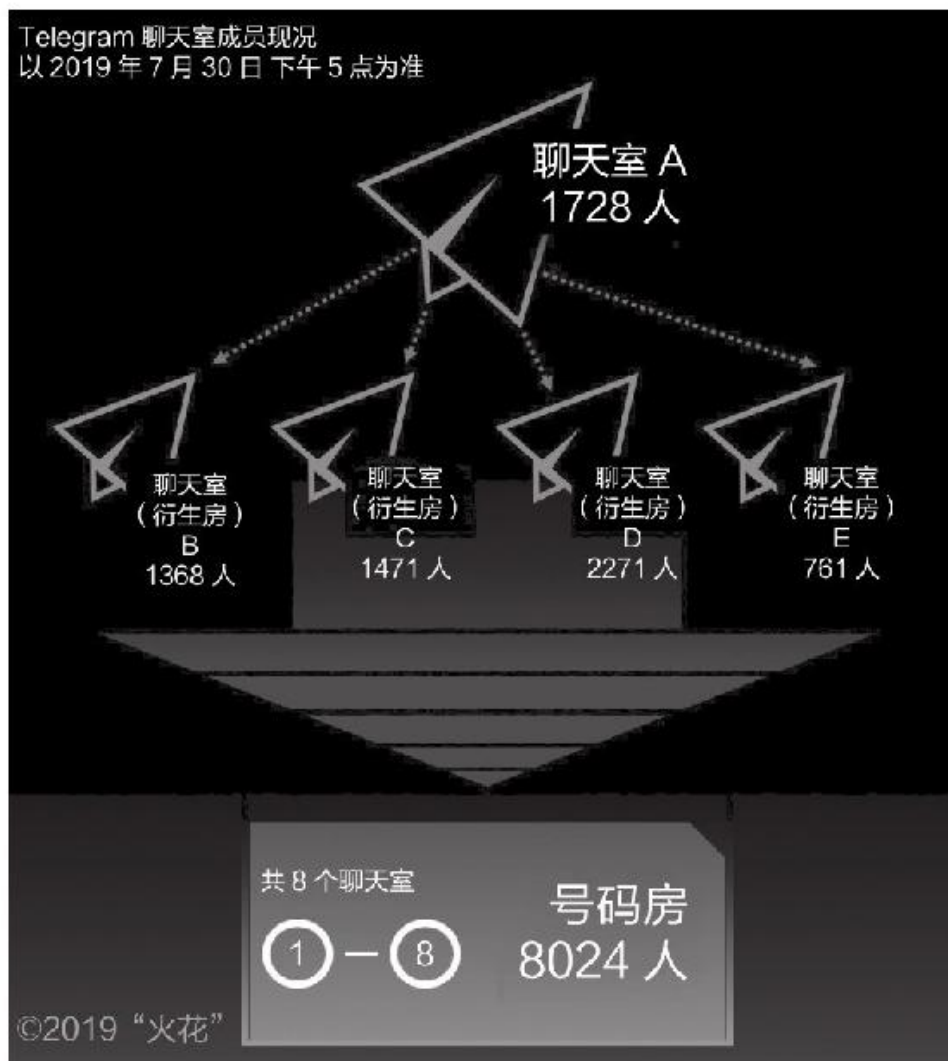 Telegram 聊天室成员现况
以 2019 年 7 月 30 日 下午 5 点为准
聊天室 A
1728 人
聊天室
（衍生房）
B
1368 人
聊天室
（衍生房）
C
1471 人
聊天室
（衍生房）
D
2271 人
聊天室
（衍生房）
E
761 人
共 8 个聊天室
1 – 8
号码房
8024 人
©2019 “火花”